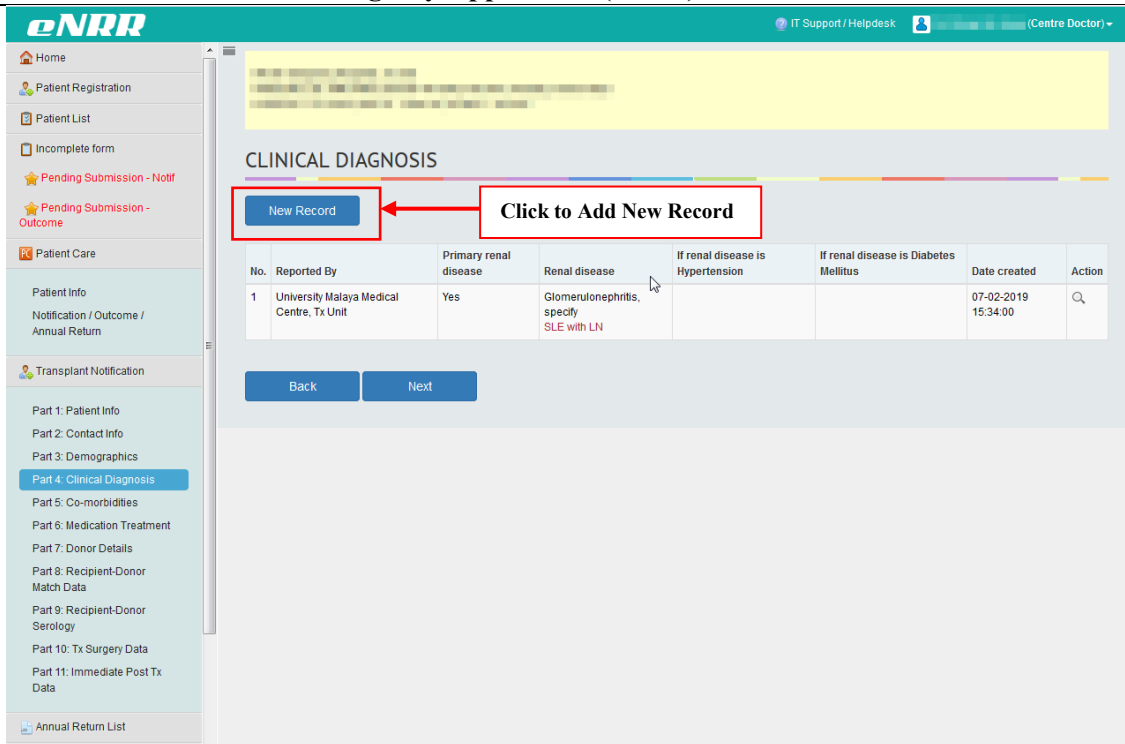 eNRR
IT Support / Helpdesk
(Centre Doctor)
Home
Patient Registration
Patient List
Incomplete form
Pending Submission - Notif
Pending Submission -
Outcome
PC Patient Care
Patient Info
Notification / Outcome /
Annual Return
Transplant Notification
Part 1: Patient Info
Part 2: Contact Info
Part 3: Demographics
Part 4: Clinical Diagnosis
Part 5: Co-morbidities
Part 6: Medication Treatment
Part 7: Donor Details
Part 8: Recipient-Donor
Match Data
Part 9: Recipient-Donor
Serology
Part 10: Tx Surgery Data
Part 11: Immediate Post Tx
Data
Annual Return List
CLINICAL DIAGNOSIS
New Record
Click to Add New Record
No. Reported By
Primary renal
disease
Renal disease
If renal disease is
Hypertension
If renal disease is Diabetes
Mellitus
Date created
Action
1
University Malaya Medical
Centre, Tx Unit
Yes
Glomerulonephritis,
specify
SLE with LN
07-02-2019
15:34:00
Back
Next